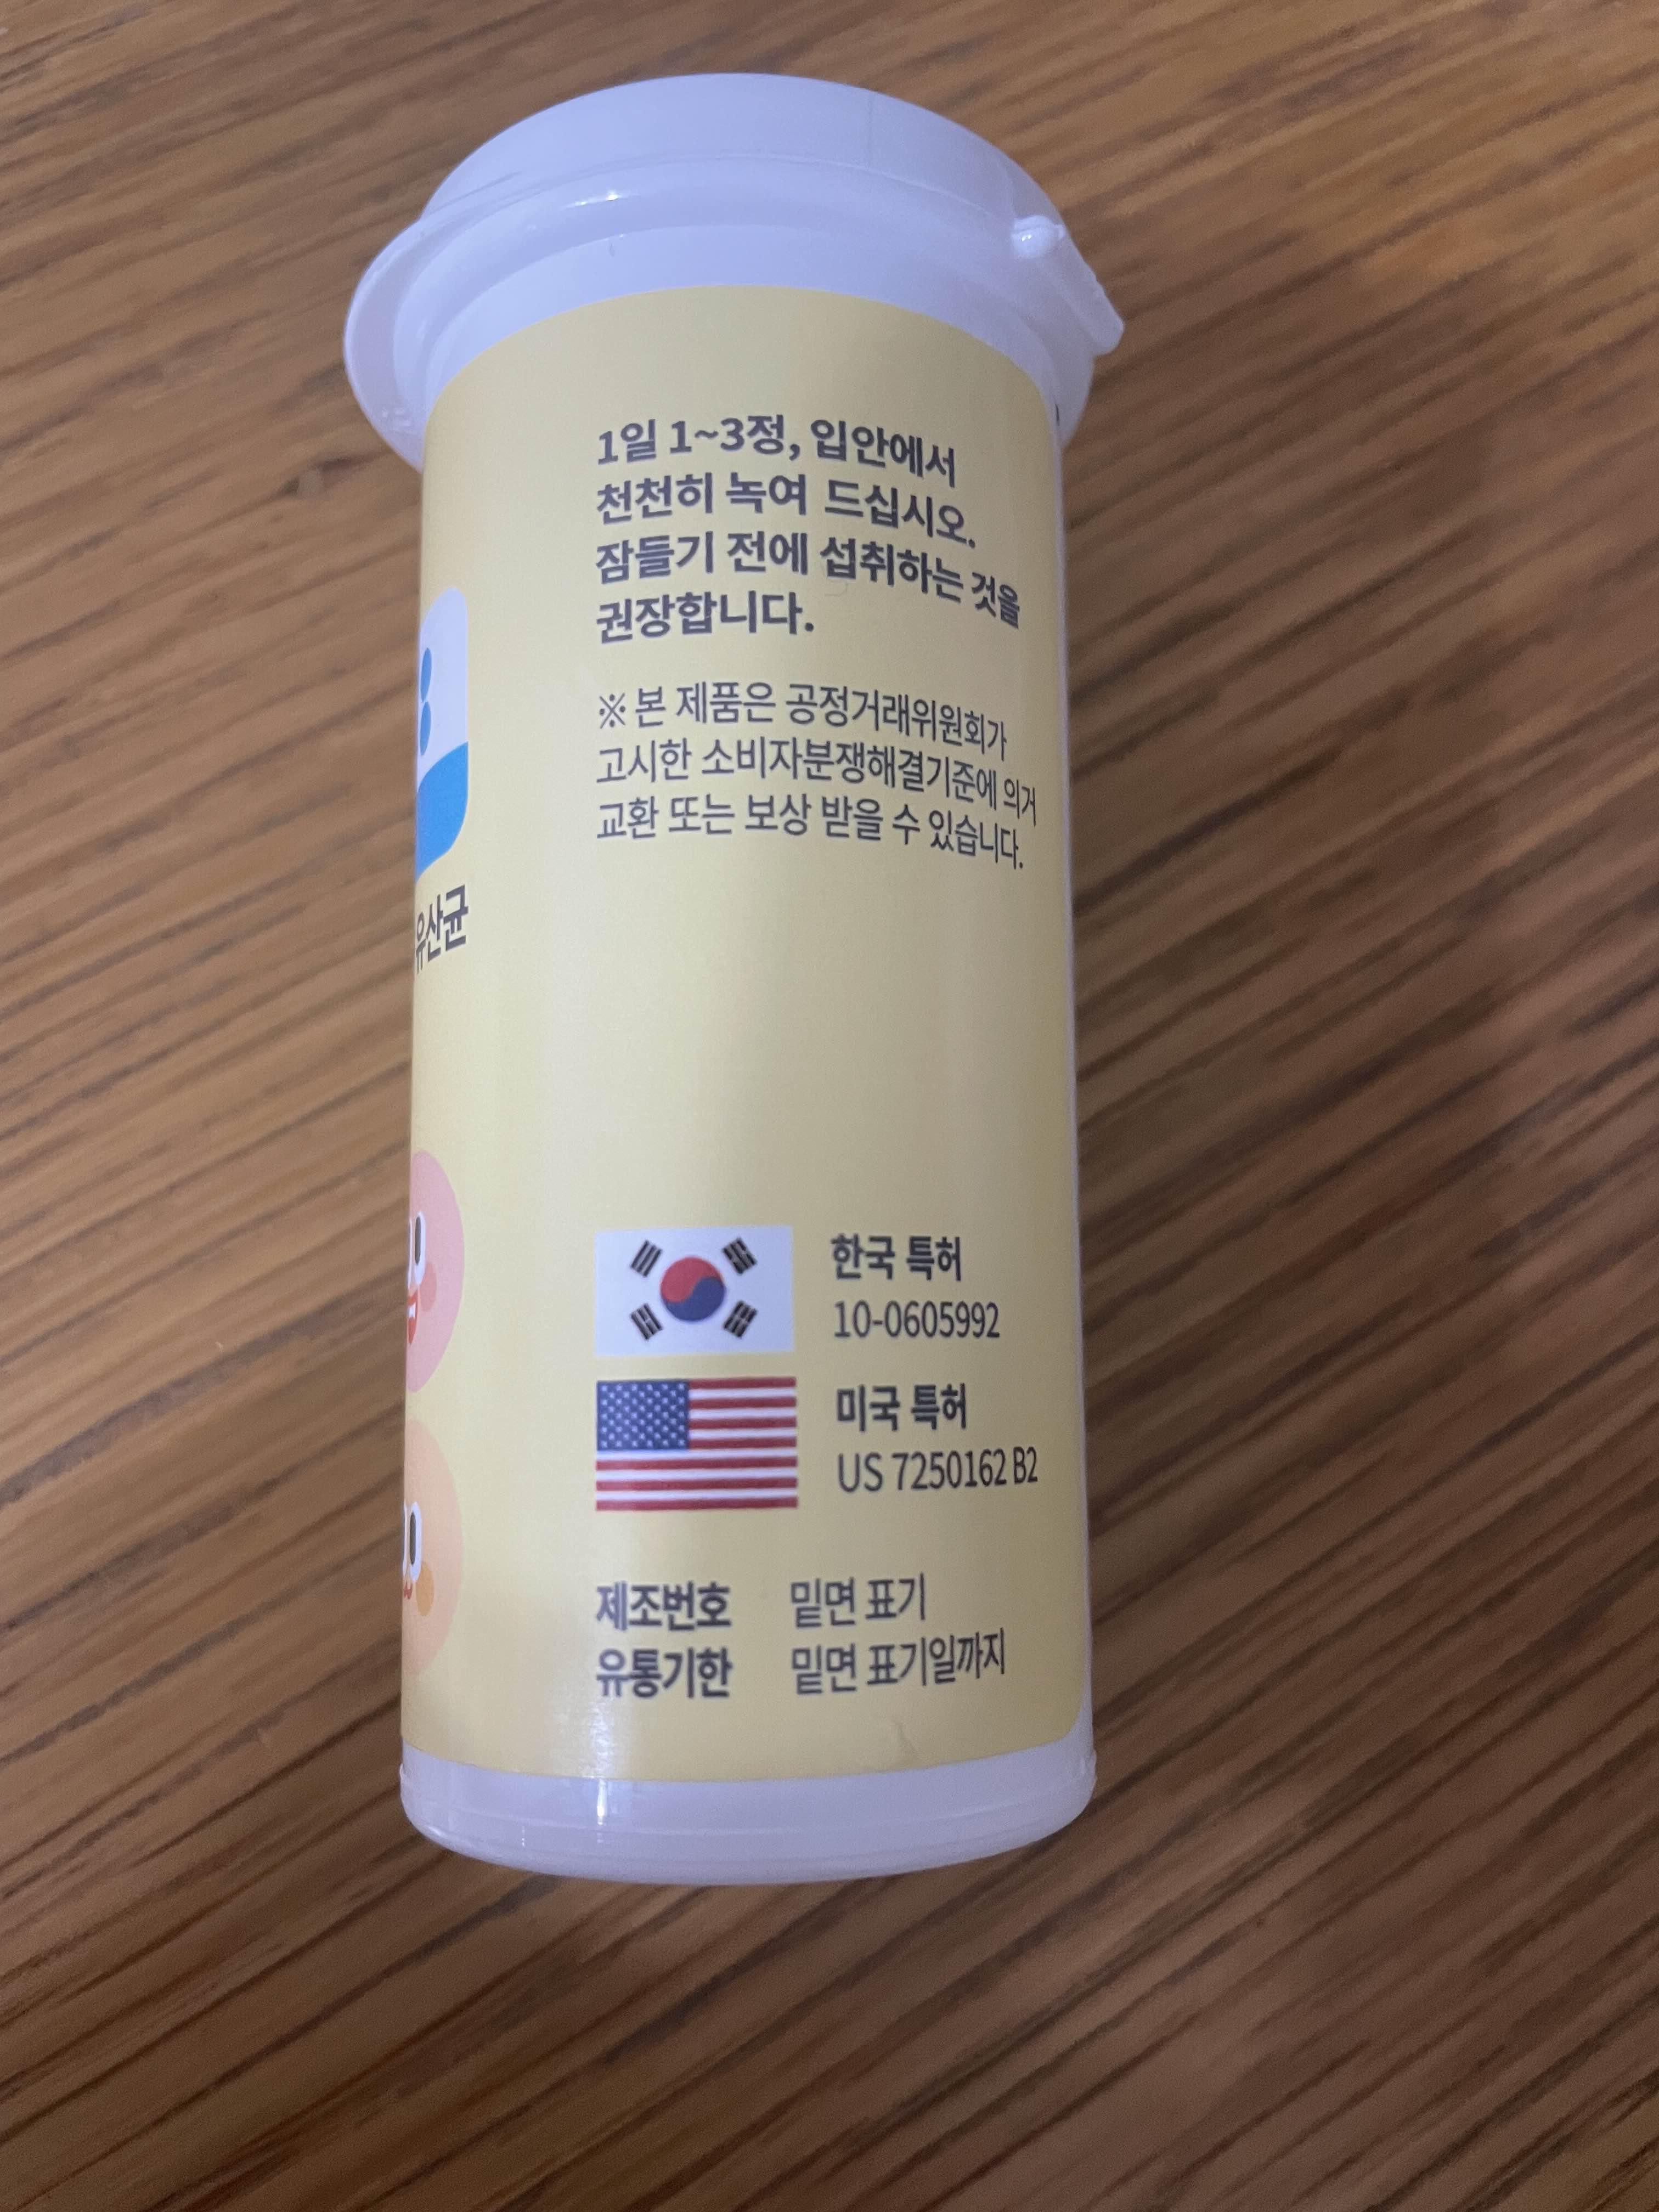 1일 1~3정, 입안에서
천천히 녹여 드십시오.
잠들기 전에 섭취하는 것을
권장합니다.
※ 본 제품은 공정거래위원회가
고시한 소비자분쟁해결기준에 의거
교환 또는 보상 받을 수 있습니다.
유산균
한국 특허
10-0605992
미국 특허
US 7250162 B2
제조번호 밑면 표기
유통기한 밑면 표기일까지